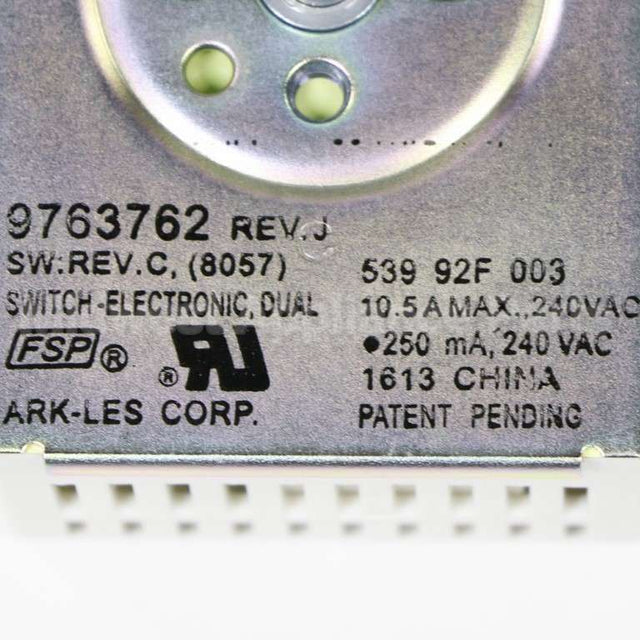 9763762 REV.J
SW:REV.C, (8057)
SWITCH-ELECTRONIC, DUAL
FSP® ®
ARK-LES CORP.
539 92F 003
10.5 A MAX., 240VAC
●250 mA, 240 VAC
1613 CHINA
PATENT PENDING